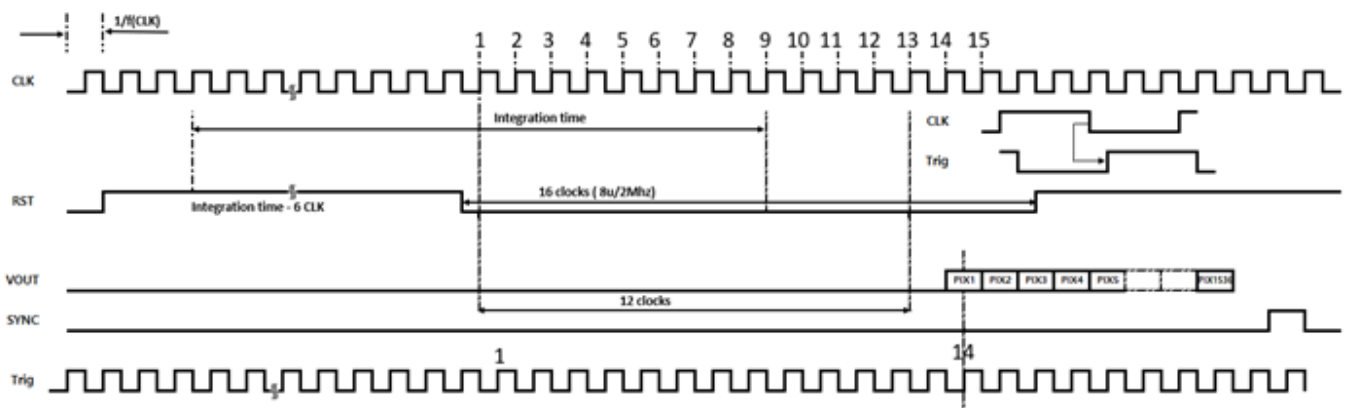 1/f(CLK)
1 2 3 4 5 6 7 8 9 10 11 12 13 14 15
CLK
Integration time
CLK
Trig
RST
16 clocks ( 8u/2Mhz)
Integration time - 6 CLK
VOUT
PIX1 PIX2 PIX3 PIX4 PIX5 PIX1536
12 clocks
SYNC
1 14
Trig